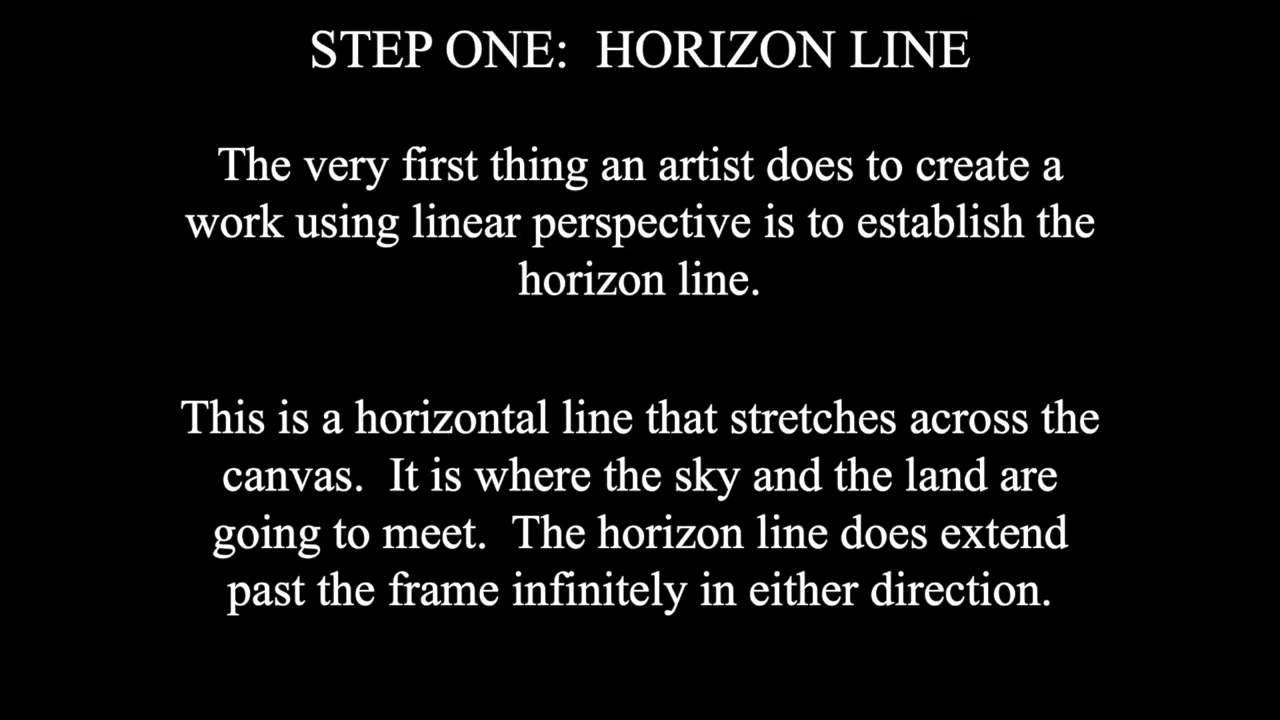 STEP ONE:  HORIZON LINE
The very first thing an artist does to create a
work using linear perspective is to establish the
horizon line.
This is a horizontal line that stretches across the
canvas.  It is where the sky and the land are
going to meet.  The horizon line does extend
past the frame infinitely in either direction.